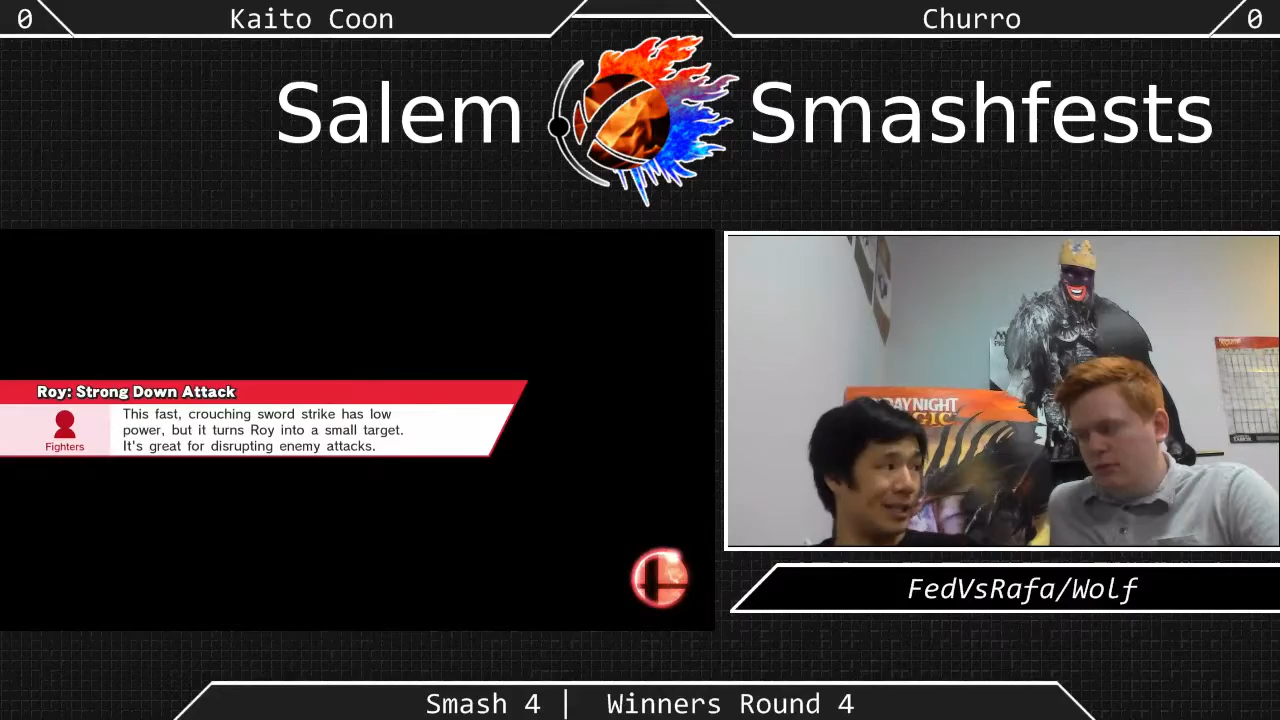 0
Kaito Coon
Churro
0
Salem
Smashfests
Roy: Strong Down Attack
This fast, crouching sword strike has low
power, but it turns Roy into a small target.
It's great for disrupting enemy attacks.
Fighters
FedVsRafa/Wolf
Smash 4 | Winners Round 4